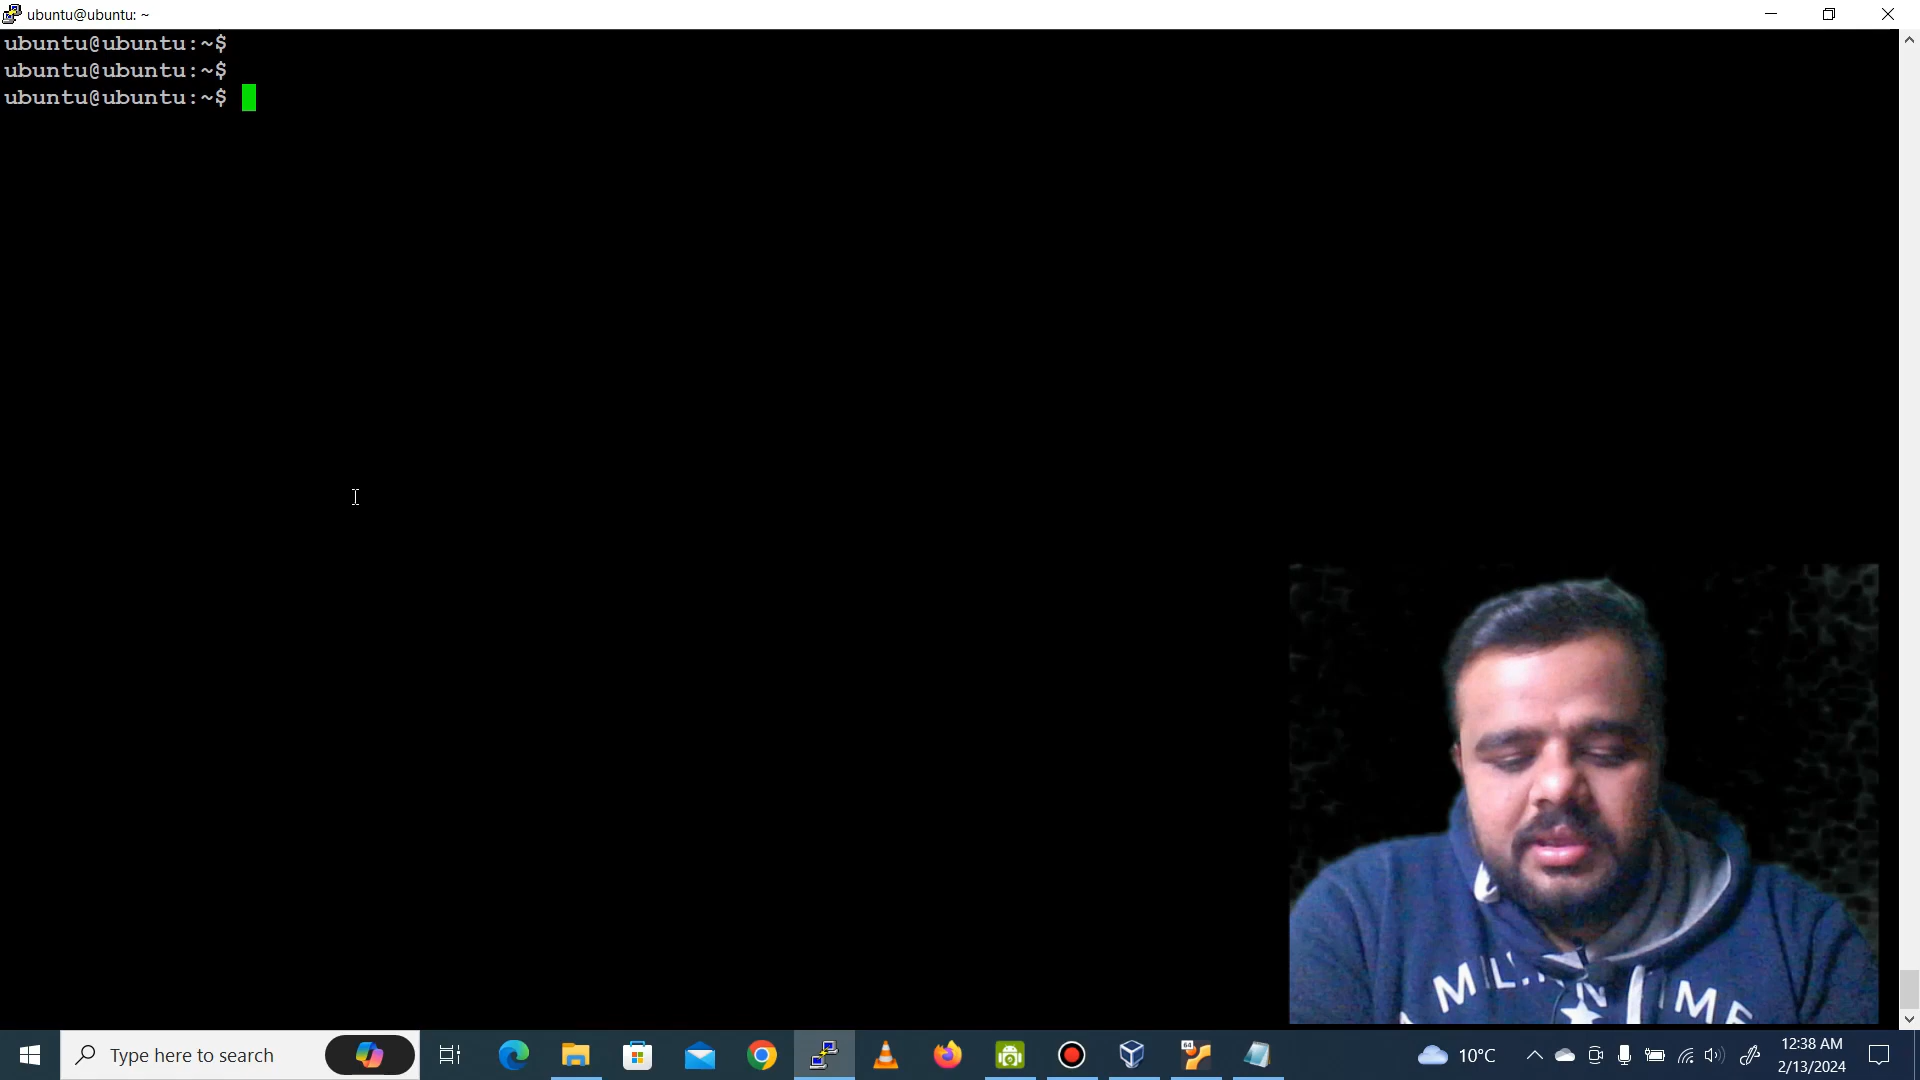 ubuntu@ubuntu: ~
ubuntu@ubuntu:~$
ubuntu@ubuntu:~$
ubuntu@ubuntu:~$
Type here to search
64
10°C
12:38 AM
2/13/2024